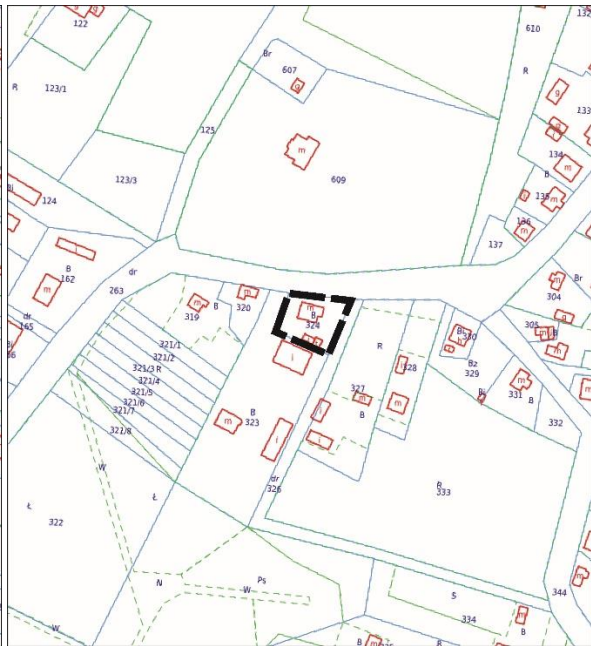 122
132
610
Br
607
R
R
g
123/1
g
133
m
125
134
m
609
123/3
B
135
m
124
136
m
137
B
162
dr
m
263
Br
304
m
320
m
319
B
m
B
324
dr
165
305
m
B
g
m
321/1
321/2
321/3 R
321/4
321/5
321/6
321/7
321/8
i
R
328
i
330
Bz
329
m
327
m
B
m
331
B
332
B
323
m
i
i
i
W
dr
326
R
333
Ł
Ł
322
N
Ps
W
S
334
344
m
m
B
W
m
B